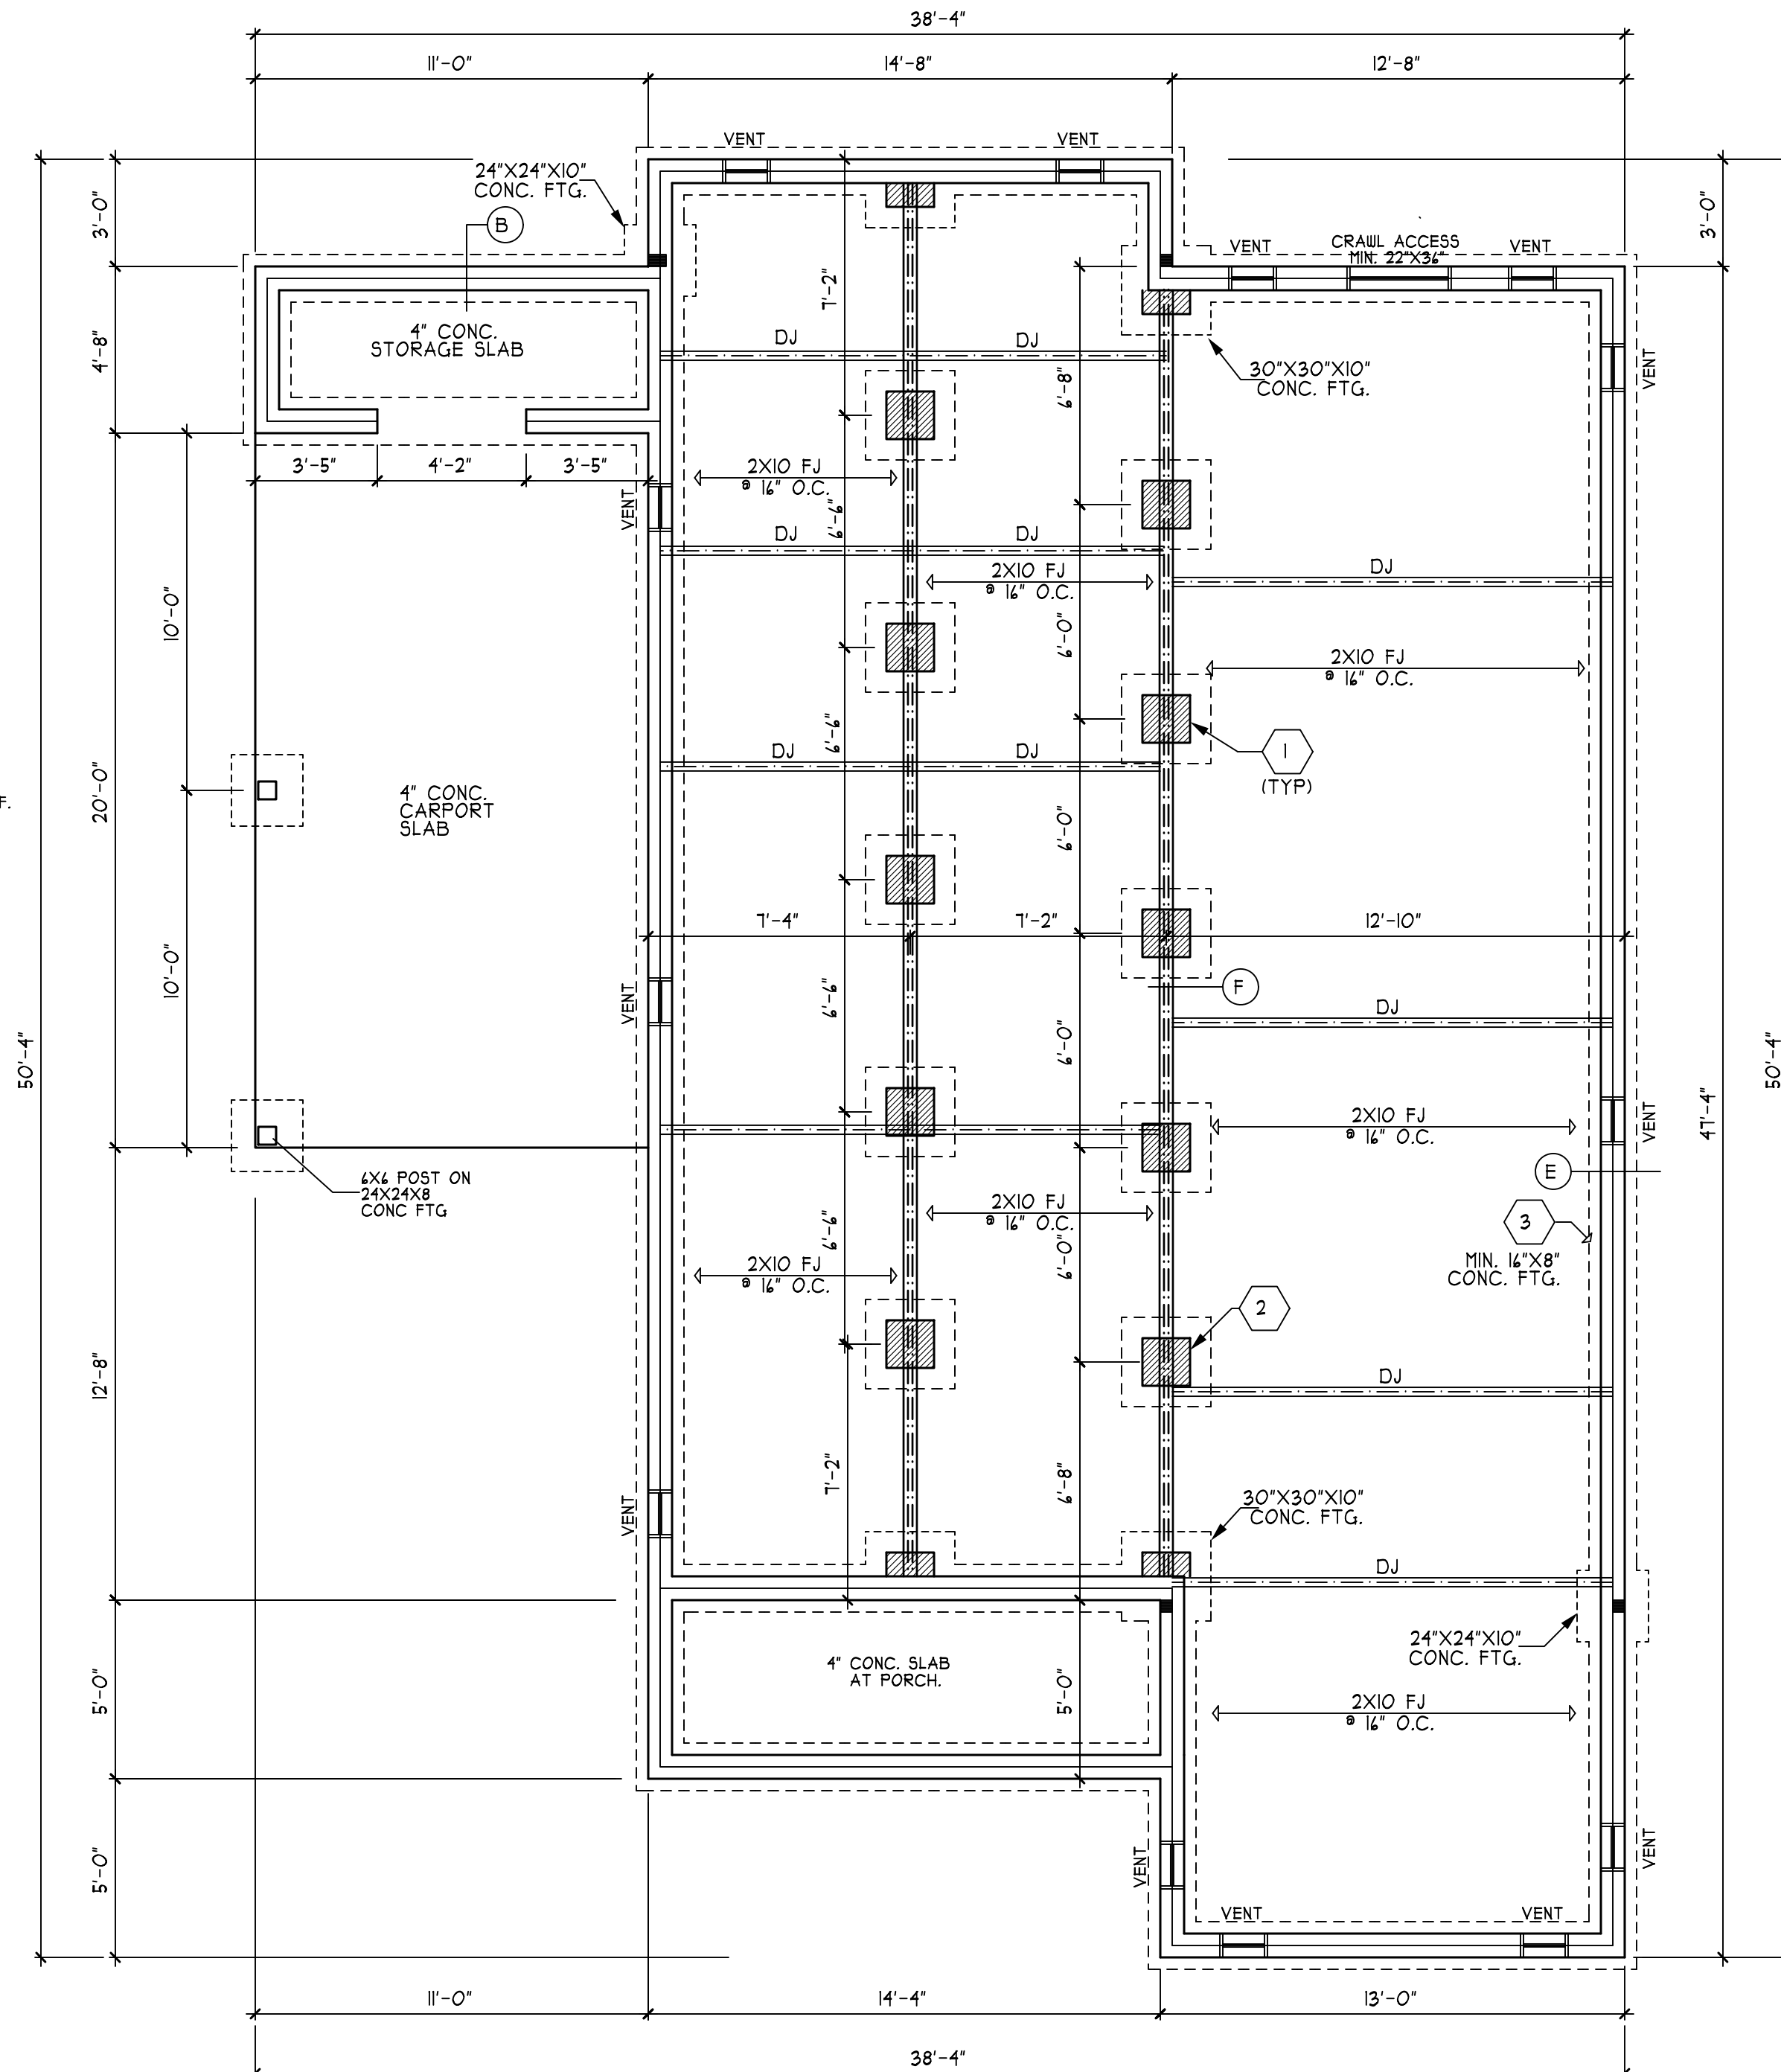 38'-4"
11'-0"
14'-8"
12'-8"
VENT
VENT
24"X24"X10"
CONC. FTG.
B
3'-0"
3'-0"
VENT
CRAWL ACCESS
MIN. 22"X36"
VENT
7'-2"
4'-8"
4" CONC.
STORAGE SLAB
DJ
DJ
30"X30"X10"
CONC. FTG.
VENT
6'-8"
3'-5"
4'-2"
3'-5"
2X10 FJ
@ 16" O.C.
VENT
6'-6"
DJ
DJ
2X10 FJ
@ 16" O.C.
DJ
10'-0"
6'-0"
2X10 FJ
@ 16" O.C.
6'-6"
DJ
DJ
1
(TYP)
F.
20'-0"
4" CONC.
CARPORT
SLAB
6'-0"
7'-4"
7'-2"
12'-10"
10'-0"
VENT
6'-6"
F
DJ
50'-4"
6'-0"
47'-4"
50'-4"
2X10 FJ
@ 16" O.C.
VENT
E
6X6 POST ON
24X24X8
CONC FTG
2X10 FJ
@ 16" O.C.
6'-6"
6'-0"
3
MIN. 16"X8"
CONC. FTG.
2X10 FJ
@ 16" O.C.
2
12'-8"
DJ
7'-2"
6'-8"
VENT
30"X30"X10"
CONC. FTG.
DJ
24"X24"X10"
CONC. FTG.
4" CONC. SLAB
AT PORCH.
5'-0"
5'-0"
2X10 FJ
@ 16" O.C.
5'-0"
VENT
VENT
VENT
VENT
11'-0"
14'-4"
13'-0"
38'-4"